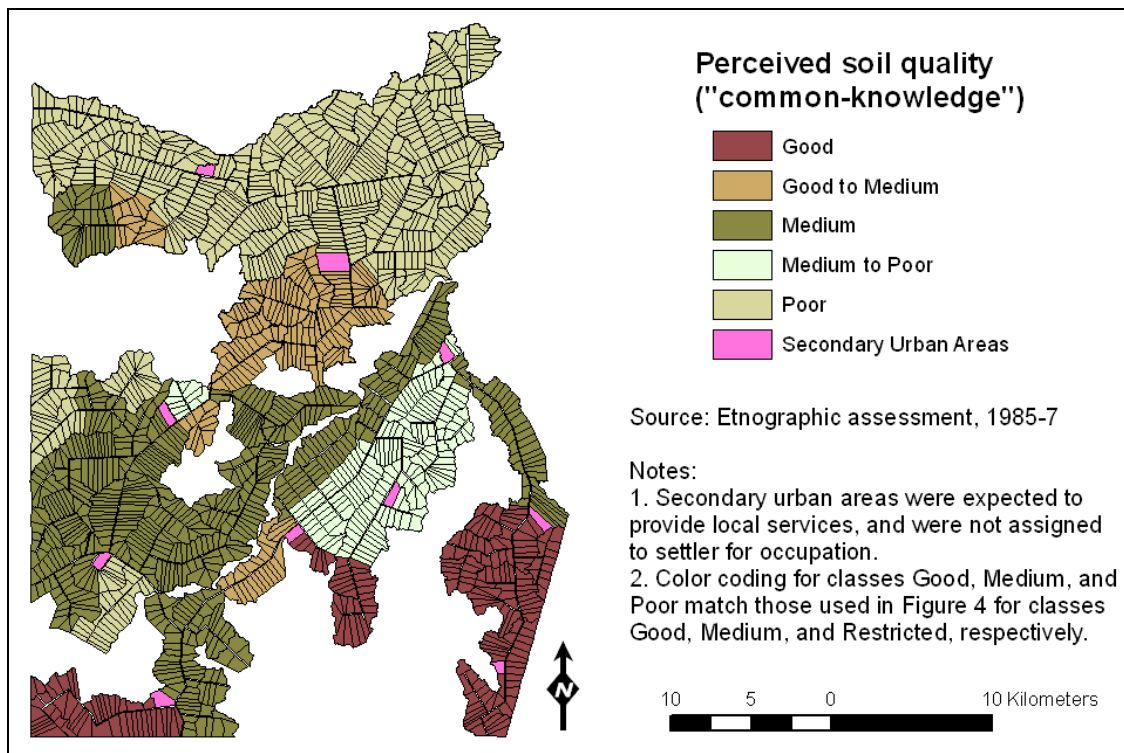 Perceived soil quality
("common-knowledge")
Good
Good to Medium
Medium
Medium to Poor
Poor
Secondary Urban Areas
Source: Etnographic assessment, 1985-7
Notes:
1. Secondary urban areas were expected to
provide local services, and were not assigned
to settler for occupation.
2. Color coding for classes Good, Medium, and
Poor match those used in Figure 4 for classes
Good, Medium, and Restricted, respectively.
N
10 5 0 10 Kilometers